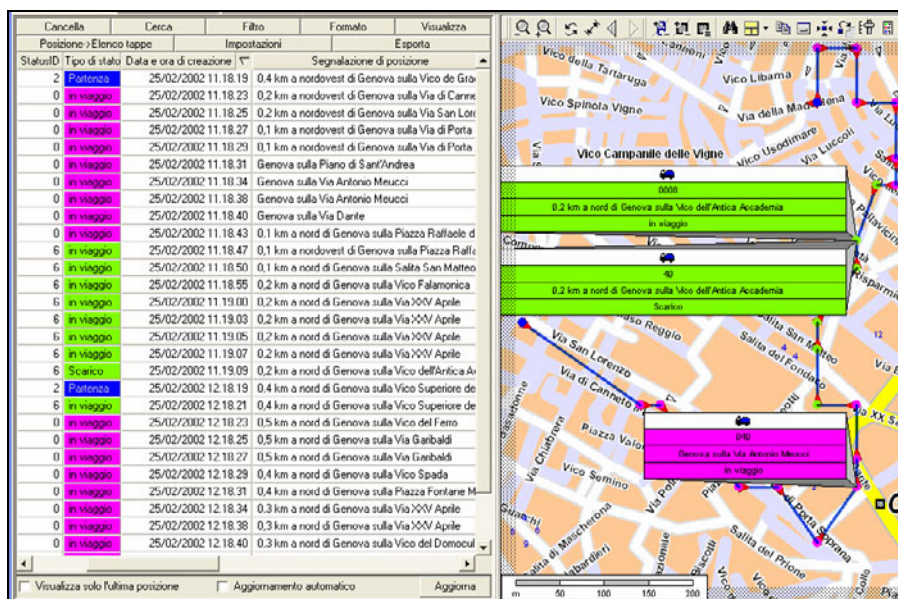 Cancella Cerca Filtro Formato Visualizza
Posizione->Elenco tappe Impostazioni Esporta
StatusID Tipo di stato Data e ora di creazione Segnalazione di posizione
2 Partenza 25/02/2002 11.18.19 0,4 km a nordovest di Genova sulla Vico de Gra
0 in viaggio 25/02/2002 11.18.23 0,2 km a nordovest di Genova sulla Via di Canne
0 in viaggio 25/02/2002 11.18.25 0,2 km a nordovest di Genova sulla Via San Lore
0 in viaggio 25/02/2002 11.18.27 0,1 km a nordovest di Genova sulla Via di Porta
0 in viaggio 25/02/2002 11.18.29 0,1 km a nordovest di Genova sulla Via di Porta
0 in viaggio 25/02/2002 11.18.31 Genova sulla Piano di Sant'Andrea
0 in viaggio 25/02/2002 11.18.34 Genova sulla Via Antonio Meucci
0 in viaggio 25/02/2002 11.18.38 Genova sulla Via Antonio Meucci
0 in viaggio 25/02/2002 11.18.40 Genova sulla Via Dante
0 in viaggio 25/02/2002 11.18.43 0,1 km a nord di Genova sulla Piazza Raffaele d
6 in viaggio 25/02/2002 11.18.47 0,1 km a nordovest di Genova sulla Piazza Raffa
6 in viaggio 25/02/2002 11.18.50 0,1 km a nord di Genova sulla Salita San Matteo
6 in viaggio 25/02/2002 11.18.55 0,2 km a nord di Genova sulla Vico Falamonica
6 in viaggio 25/02/2002 11.19.00 0,2 km a nord di Genova sulla Via XXV Aprile
6 in viaggio 25/02/2002 11.19.03 0,2 km a nord di Genova sulla Via XXV Aprile
6 in viaggio 25/02/2002 11.19.05 0,2 km a nord di Genova sulla Via XXV Aprile
6 in viaggio 25/02/2002 11.19.07 0,2 km a nord di Genova sulla Via XXV Aprile
6 Scarico 25/02/2002 11.19.09 0,2 km a nord di Genova sulla Vico dell'Antica A
2 Partenza 25/02/2002 12.18.19 0,4 km a nord di Genova sulla Vico Superiore de
6 in viaggio 25/02/2002 12.18.21 0,4 km a nord di Genova sulla Vico Superiore de
0 in viaggio 25/02/2002 12.18.23 0,5 km a nord di Genova sulla Vico del Ferro
0 in viaggio 25/02/2002 12.18.25 0,5 km a nord di Genova sulla Via Garibaldi
0 in viaggio 25/02/2002 12.18.27 0,5 km a nord di Genova sulla Via Garibaldi
0 in viaggio 25/02/2002 12.18.29 0,4 km a nord di Genova sulla Vico Spada
0 in viaggio 25/02/2002 12.18.31 0,4 km a nord di Genova sulla Piazza Fontane M
0 in viaggio 25/02/2002 12.18.34 0,3 km a nord di Genova sulla Via XXV Aprile
0 in viaggio 25/02/2002 12.18.38 0,3 km a nord di Genova sulla Via XXV Aprile
0 in viaggio 25/02/2002 12.18.40 0,3 km a nord di Genova sulla Vico del Domocul
Visualizza solo l'ultima posizione Aggiornamento automatico Aggiorna
Vico della Tartaruga
Vico Libarna
Vico Spinola Vigne
Via della Maddalena
Via Luccoli
Vico Usodimare
Vico Campanile delle Vigne
0008
0,2 km a nord di Genova sulla Vico dell'Antica Accademia
in viaggio
40
0,2 km a nord di Genova sulla Vico dell'Antica Accademia
Scarico
Reggio
Via San Lorenzo
Salita San Matteo
Salita del Fondaco
12
Via di Canneto
Via XX
Piazza
Via Chiabrera
Vico Semino
040
Genova sulla Via Antonio Meucci
in viaggio
di Mascherona
di Porta Soprana
Salita del Prione
m 50 100 150 200